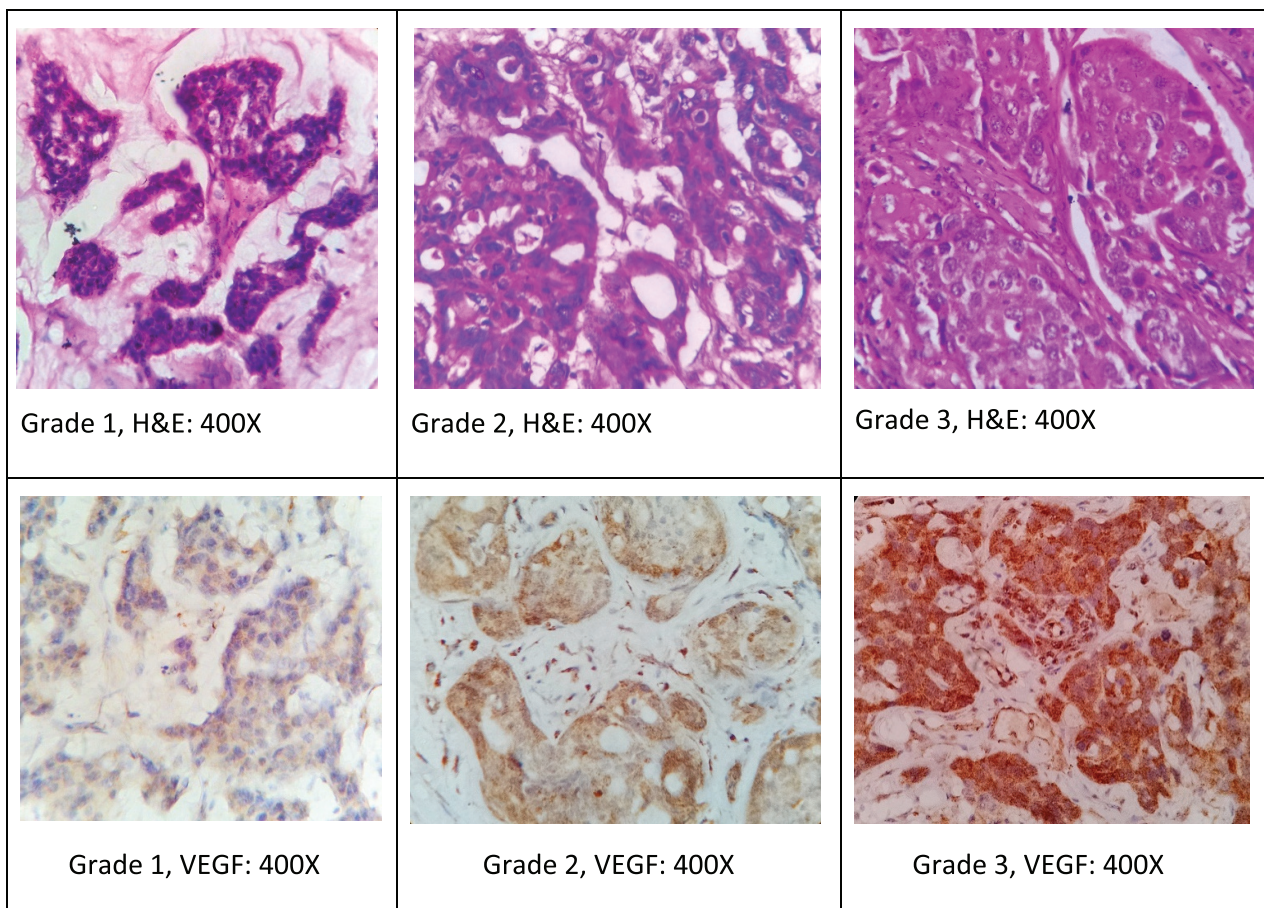 Grade 1, H&E: 400X
Grade 2, H&E: 400X
Grade 3, H&E: 400X
Grade 1, VEGF: 400X
Grade 2, VEGF: 400X
Grade 3, VEGF: 400X